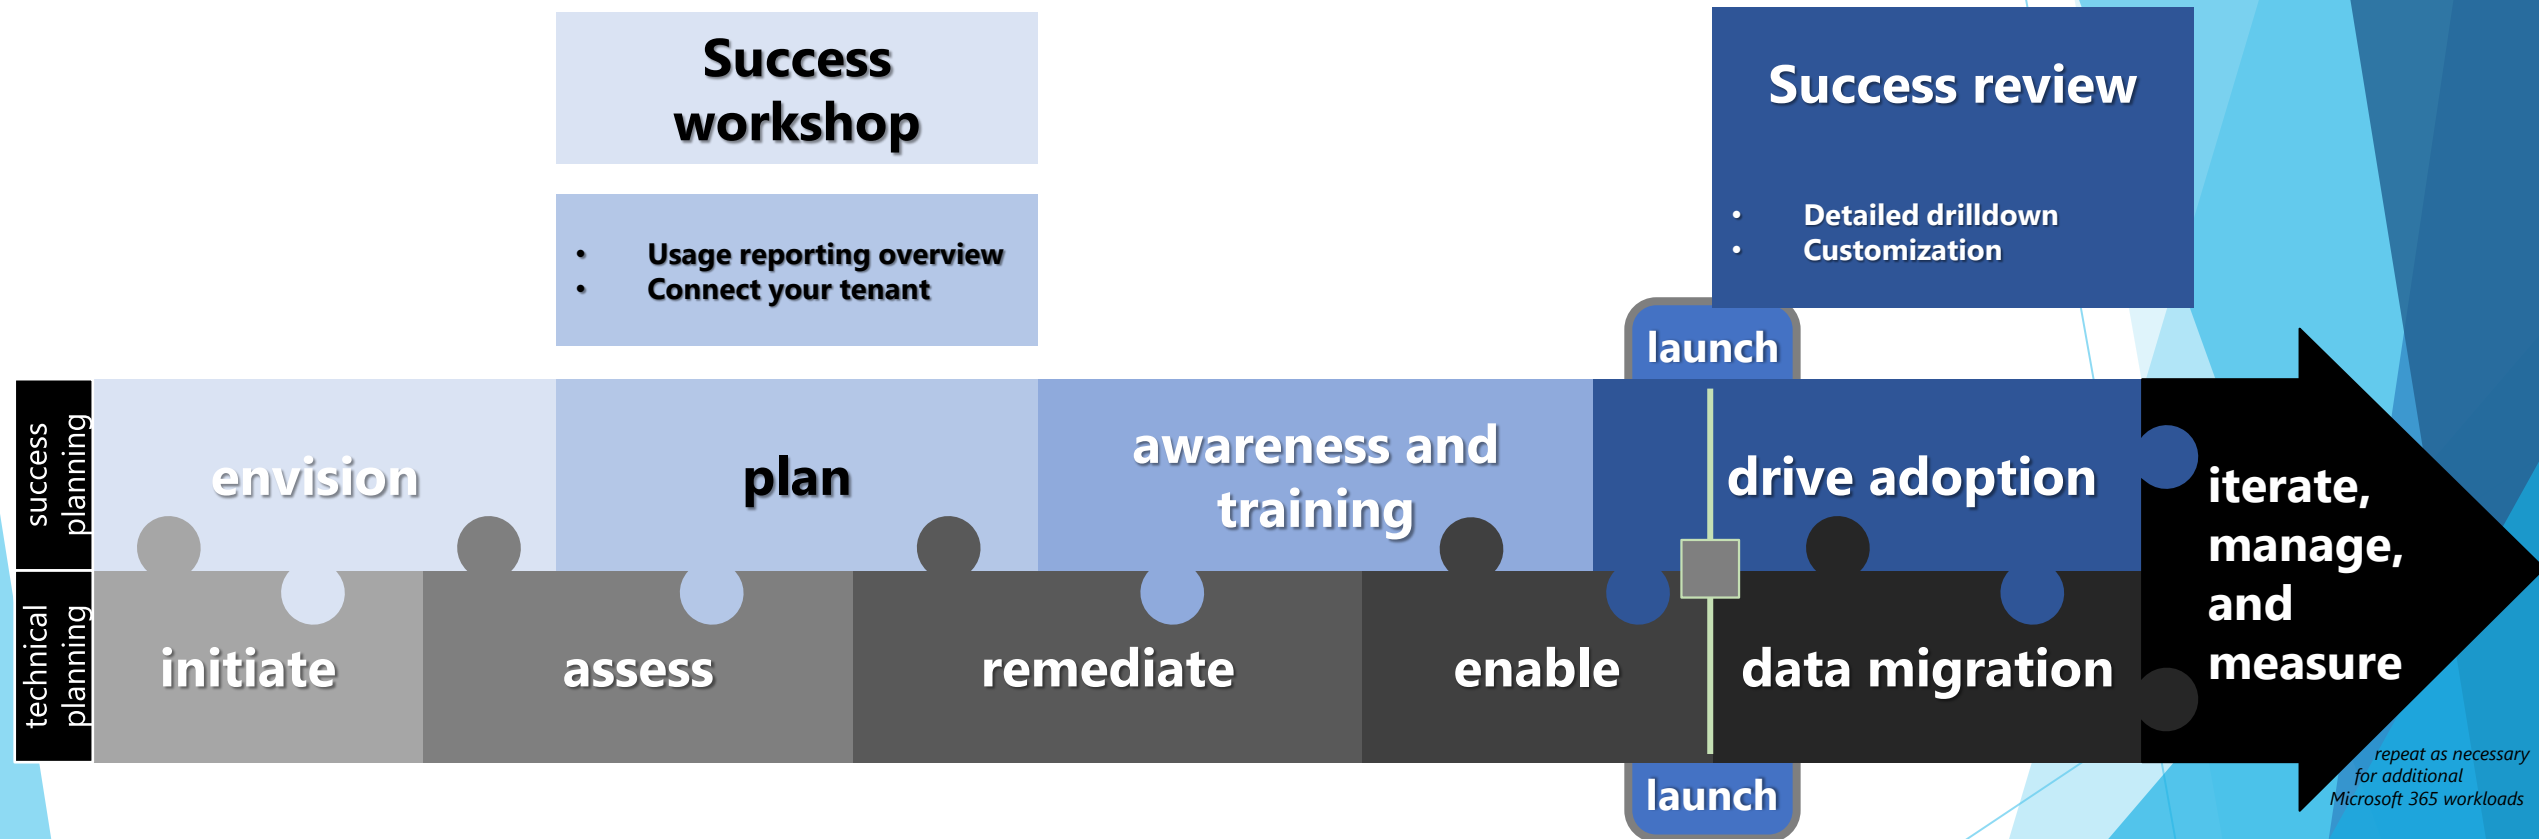 Success
workshop
• Usage reporting overview
• Connect your tenant
Success review
• Detailed drilldown
• Customization
launch
success
planning
envision
plan
awareness and
training
drive adoption
technical
planning
initiate
assess
remediate
enable
data migration
iterate,
manage,
and
measure
launch
repeat as necessary
for additional
Microsoft 365 workloads